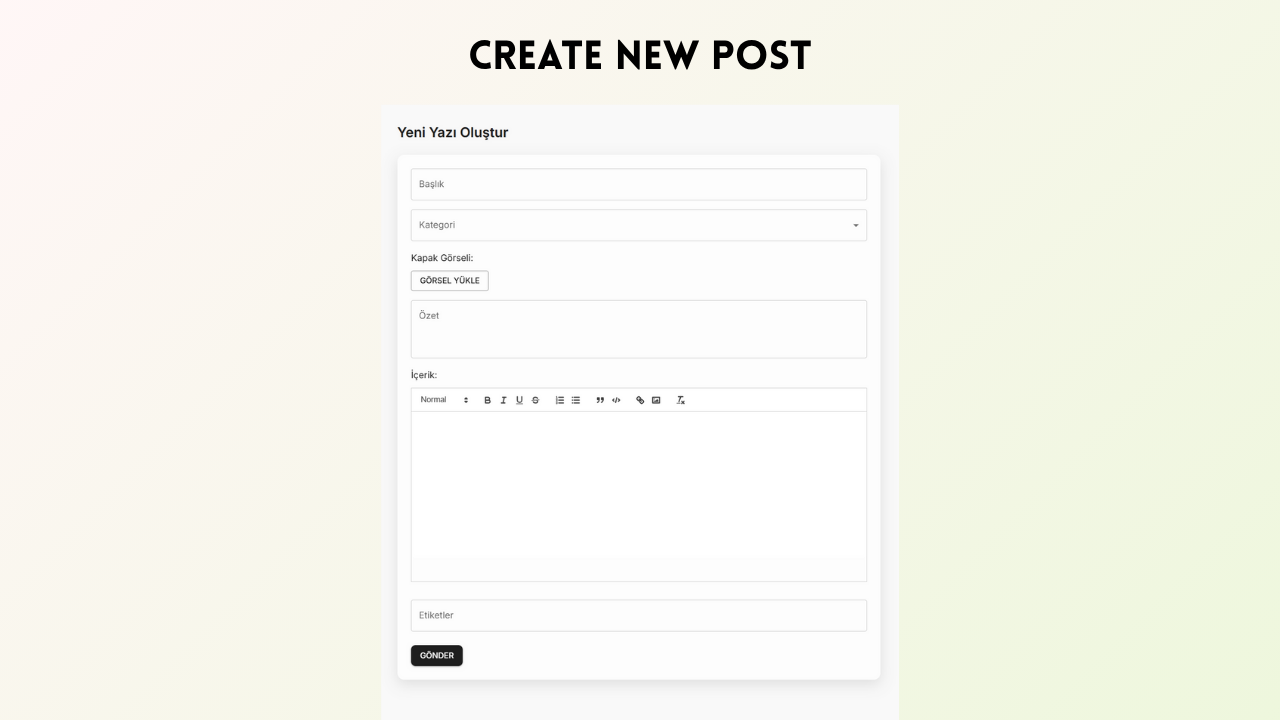 CREATE NEW POST
Yeni Yazı Oluştur
Başlık
Kategori
Kapak Görseli:
GÖRSEL YÜKLE
Özet
İçerik:
Normal
Etiketler
GÖNDER